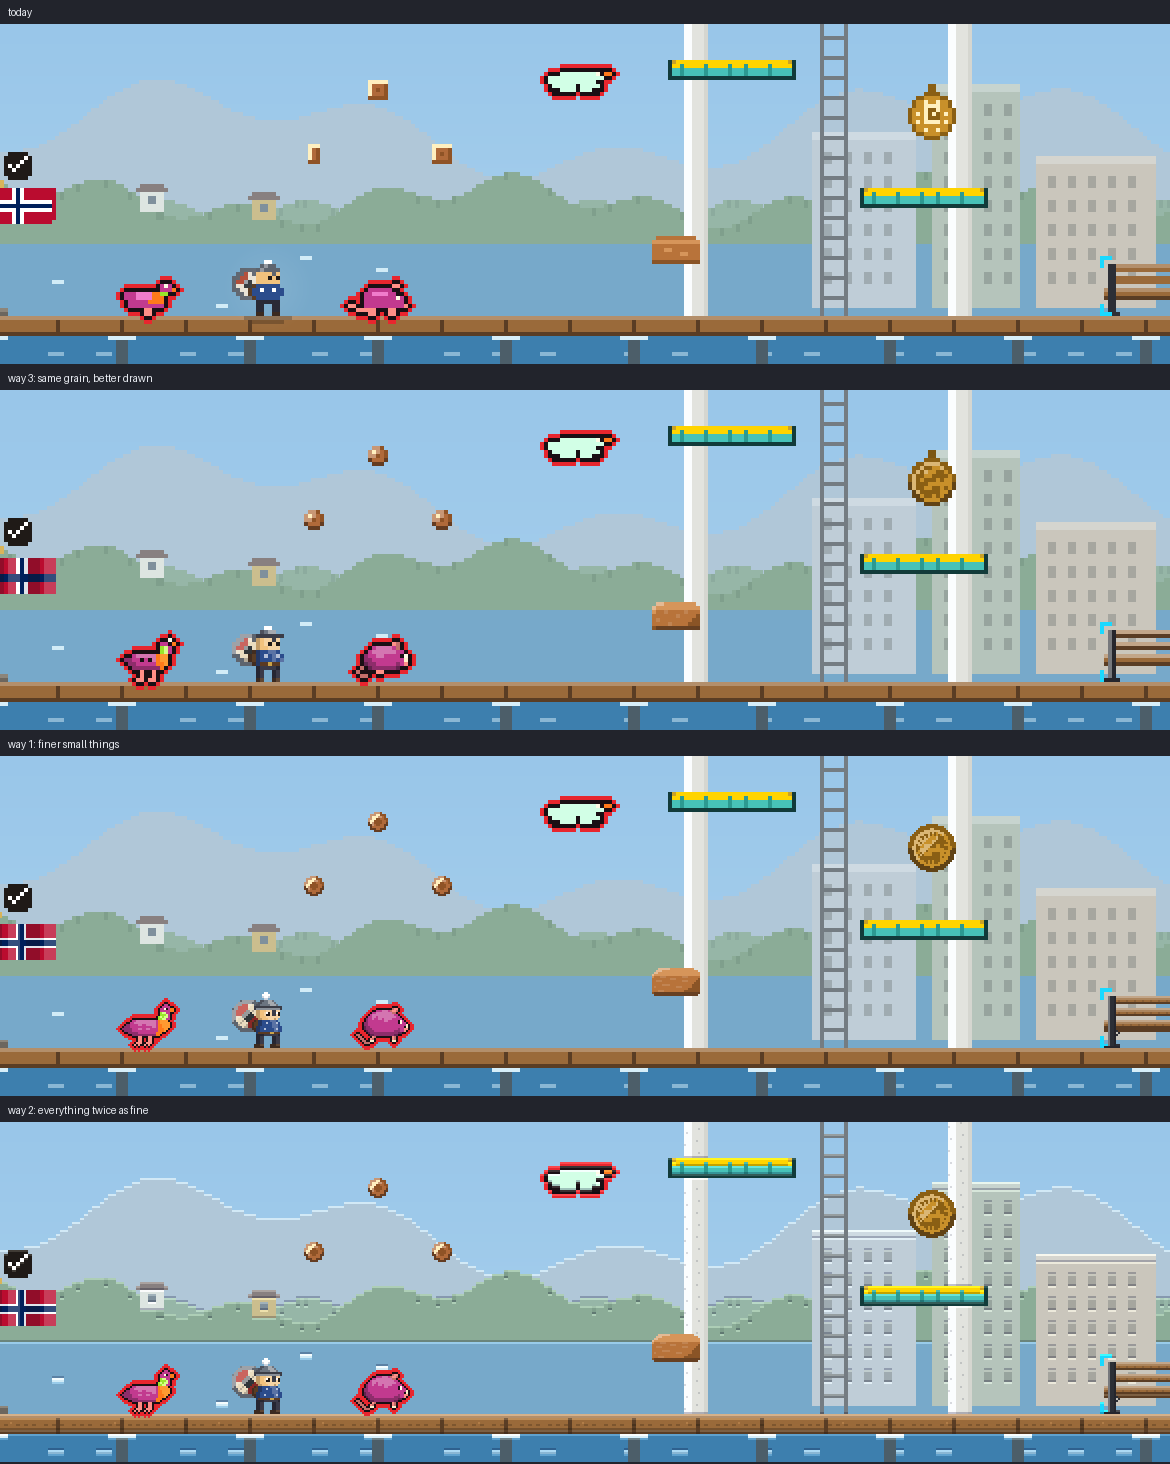 today
way 3: same grain, better drawn
way 1: finer small things
way 2: everything twice as fine